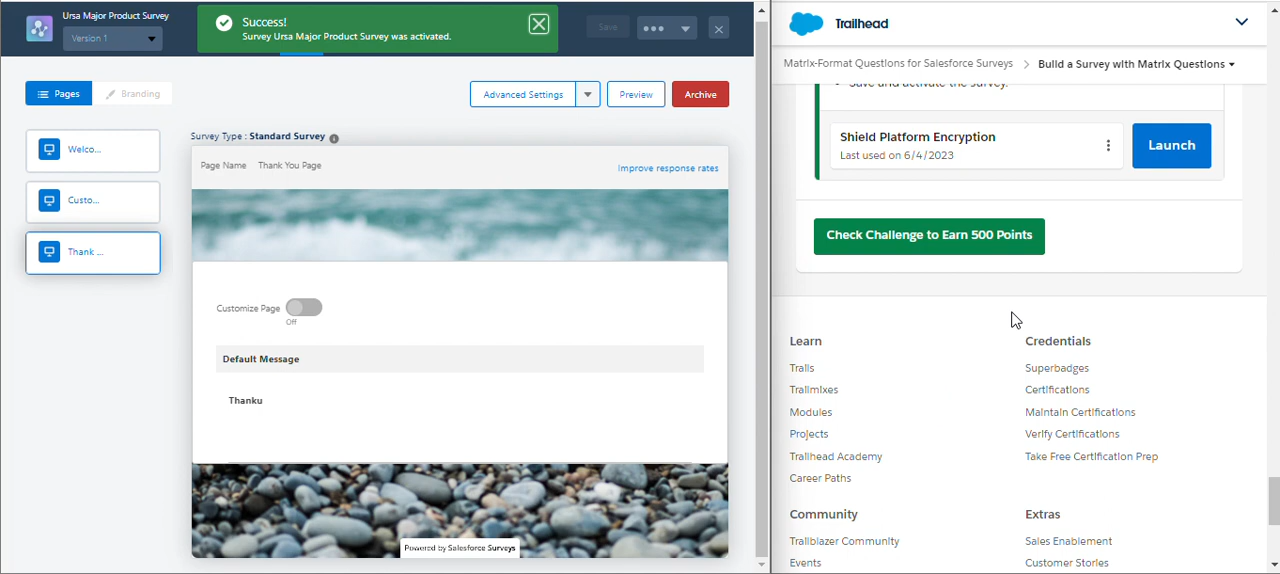 Ursa Major Product Survey
Version 1
Success!
Survey Ursa Major Product Survey was activated.
Save
Pages
Branding
Advanced Settings
Preview
Archive
Welco...
Custo...
Thank ...
Survey Type : Standard Survey
Page Name Thank You Page
Improve response rates
Customize Page
Off
Default Message
Thanku
Powered by Salesforce Surveys
Trailhead
Matrix-Format Questions for Salesforce Surveys > Build a Survey with Matrix Questions
Save and activate the survey.
Shield Platform Encryption
Last used on 6/4/2023
Launch
Check Challenge to Earn 500 Points
Learn
Trails
Trailmixes
Modules
Projects
Trailhead Academy
Career Paths
Credentials
Superbadges
Certifications
Maintain Certifications
Verify Certifications
Take Free Certification Prep
Community
Trailblazer Community
Events
Extras
Sales Enablement
Customer Stories